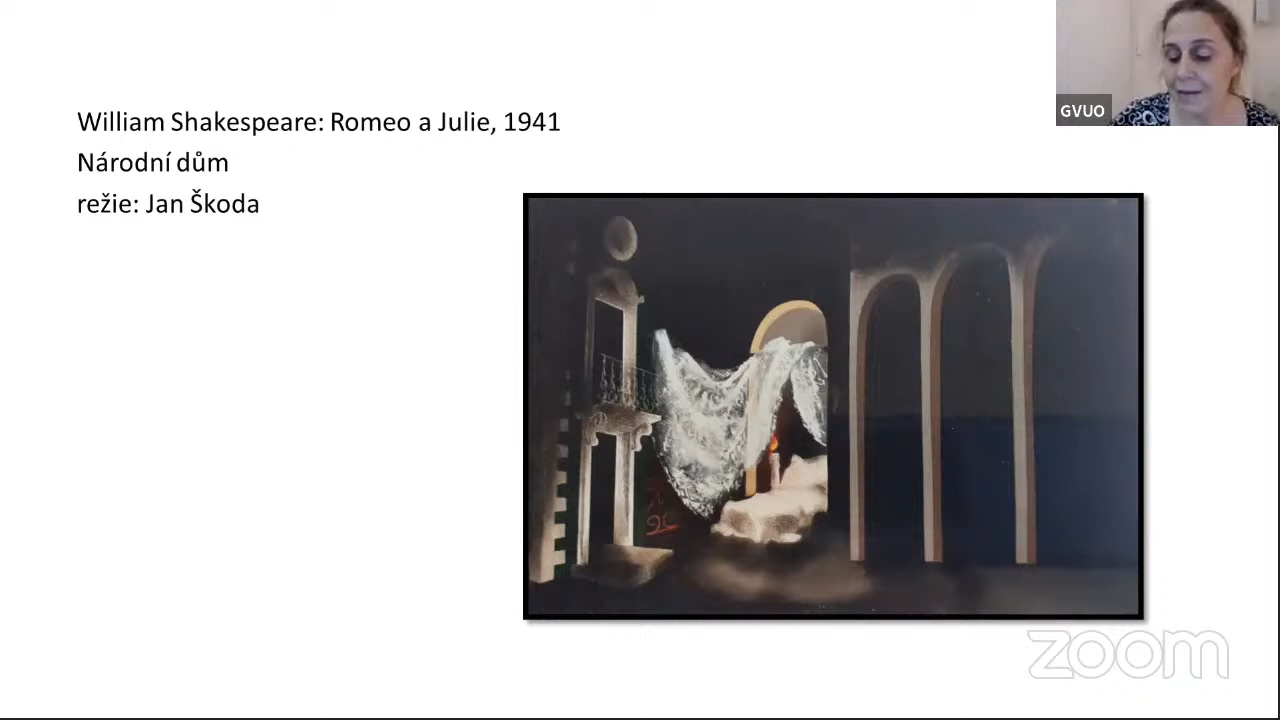 William Shakespeare: Romeo a Julie, 1941
Národní dům
režie: Jan Škoda
GVUO
zoom